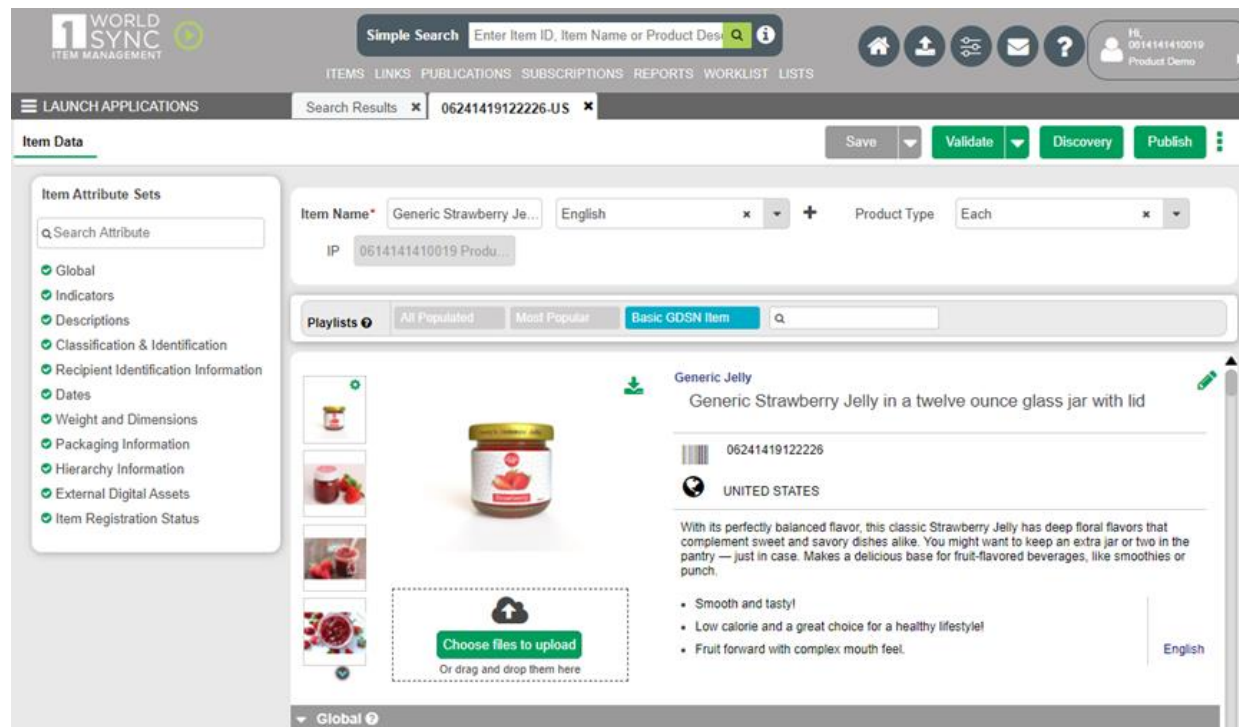 1 WORLD
SYNC
ITEM MANAGEMENT
Simple Search Enter Item ID, Item Name or Product Des
ITEMS LINKS PUBLICATIONS SUBSCRIPTIONS REPORTS WORKLIST LISTS
Hi,
0614141410019
Product Demo
LAUNCH APPLICATIONS
Search Results
06241419122226-US
Item Data
Save
Validate
Discovery
Publish
Item Attribute Sets
Search Attribute
Global
Indicators
Descriptions
Classification & Identification
Recipient Identification Information
Dates
Weight and Dimensions
Packaging Information
Hierarchy Information
External Digital Assets
Item Registration Status
Item Name* Generic Strawberry Je... English
Product Type Each
IP 0614141410019 Produ...
Playlists
All Populated
Most Popular
Basic GDSN Item
Generic Jelly
Generic Strawberry Jelly in a twelve ounce glass jar with lid
06241419122226
UNITED STATES
With its perfectly balanced flavor, this classic Strawberry Jelly has deep floral flavors that
complement sweet and savory dishes alike. You might want to keep an extra jar or two in the
pantry — just in case. Makes a delicious base for fruit-flavored beverages, like smoothies or
punch.
• Smooth and tasty!
• Low calorie and a great choice for a healthy lifestyle!
• Fruit forward with complex mouth feel.
English
Strawberry
Choose files to upload
Or drag and drop them here
Global